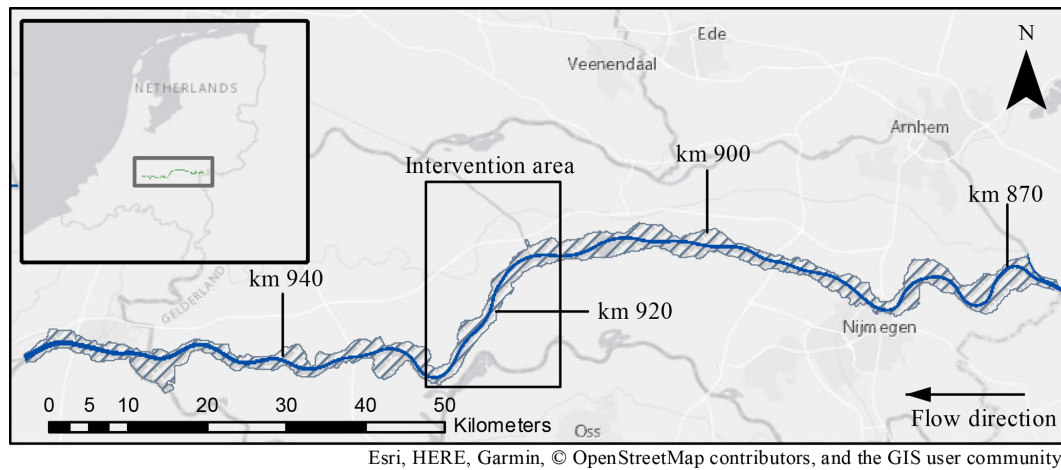 Ede
N
Veenendaal
NETHERLANDS
Arnhem
Intervention area
km 900
km 870
km 940
GELDERLAND
km 920
Nijmegen
0 5 10 20 30 40 50
Kilometers
Flow direction
Oss
Esri, HERE, Garmin, © OpenStreetMap contributors, and the GIS user community